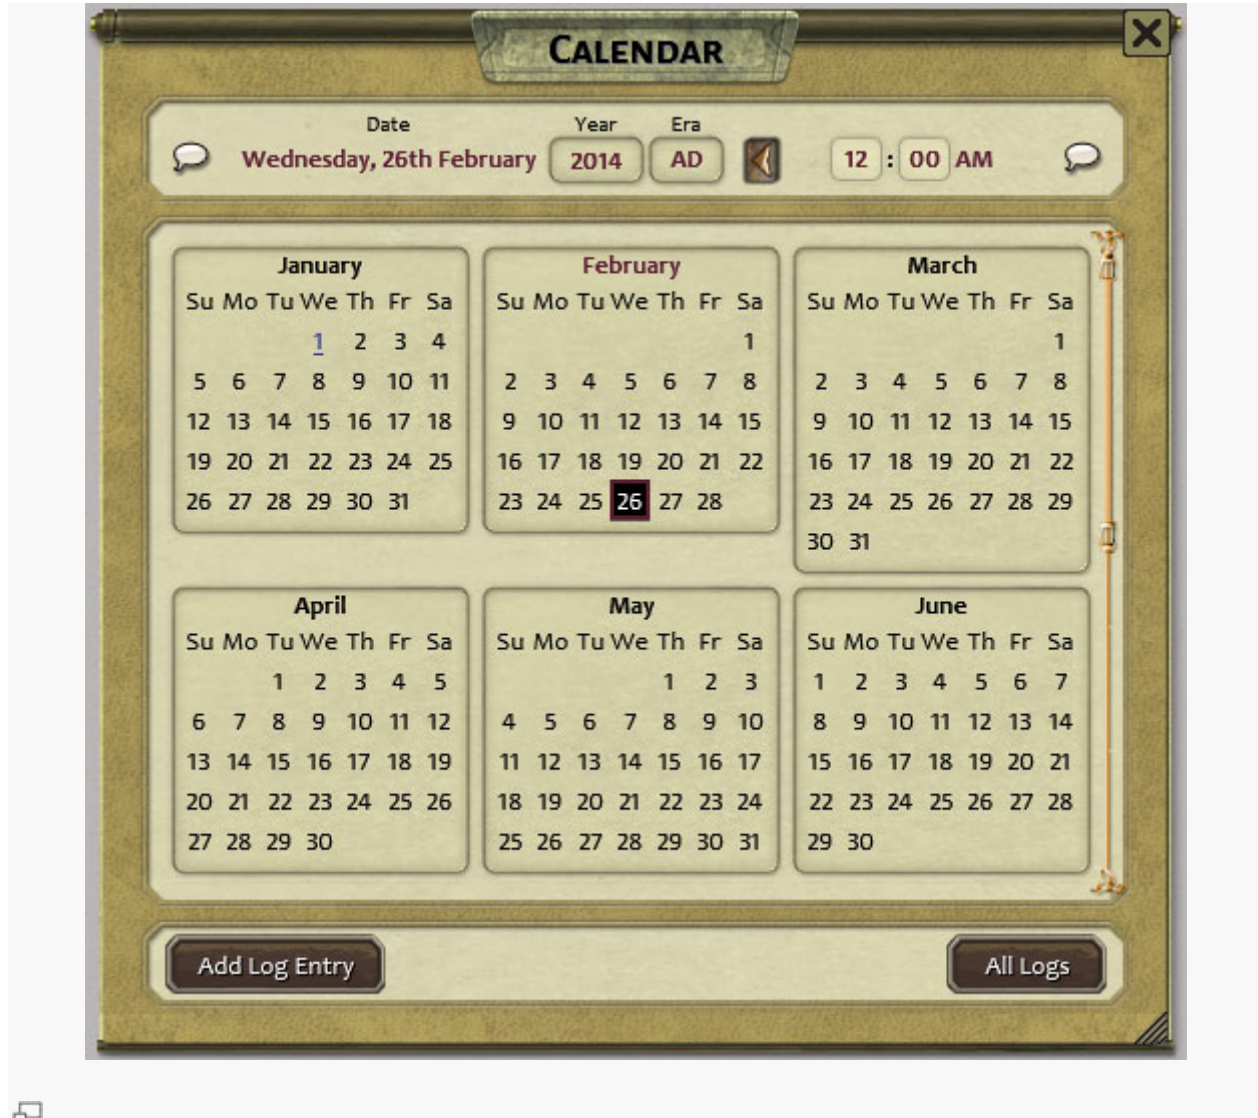 CALENDAR
Date Year Era
Wednesday, 26th February 2014 AD 12 : 00 AM
January February March
Su Mo Tu We Th Fr Sa Su Mo Tu We Th Fr Sa Su Mo Tu We Th Fr Sa
1 2 3 4 1 1
5 6 7 8 9 10 11 2 3 4 5 6 7 8 2 3 4 5 6 7 8
12 13 14 15 16 17 18 9 10 11 12 13 14 15 9 10 11 12 13 14 15
19 20 21 22 23 24 25 16 17 18 19 20 21 22 16 17 18 19 20 21 22
26 27 28 29 30 31 23 24 25 26 27 28 23 24 25 26 27 28 29
30 31
April May June
Su Mo Tu We Th Fr Sa Su Mo Tu We Th Fr Sa Su Mo Tu We Th Fr Sa
1 2 3 4 5 1 2 3 1 2 3 4 5 6 7
6 7 8 9 10 11 12 4 5 6 7 8 9 10 8 9 10 11 12 13 14
13 14 15 16 17 18 19 11 12 13 14 15 16 17 15 16 17 18 19 20 21
20 21 22 23 24 25 26 18 19 20 21 22 23 24 22 23 24 25 26 27 28
27 28 29 30 25 26 27 28 29 30 31 29 30
Add Log Entry All Logs